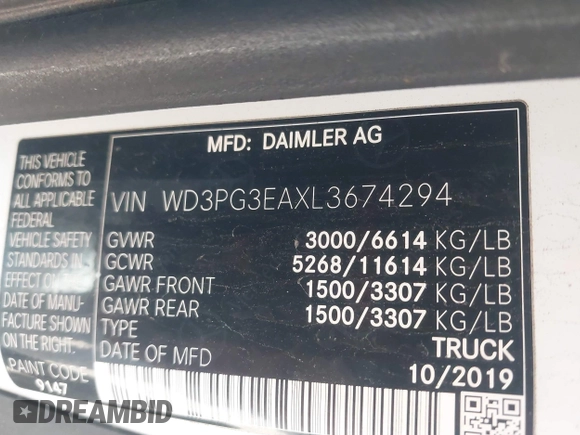 MFD: DAIMLER AG
THIS VEHICLE
CONFORMS TO
ALL APPLICABLE
FEDERAL
VEHICLE SAFETY
STANDARDS IN
EFFECT
DATE OF MANU-
FACTURE SHOWN
ON THE RIGHT.
PAINT CODE
9147
VIN WD3PG3EAXL3674294
GVWR 3000/6614 KG/LB
GCWR 5268/11614 KG/LB
GAWR FRONT 1500/3307 KG/LB
GAWR REAR 1500/3307 KG/LB
TYPE TRUCK
DATE OF MFD 10/2019
DREAMBID